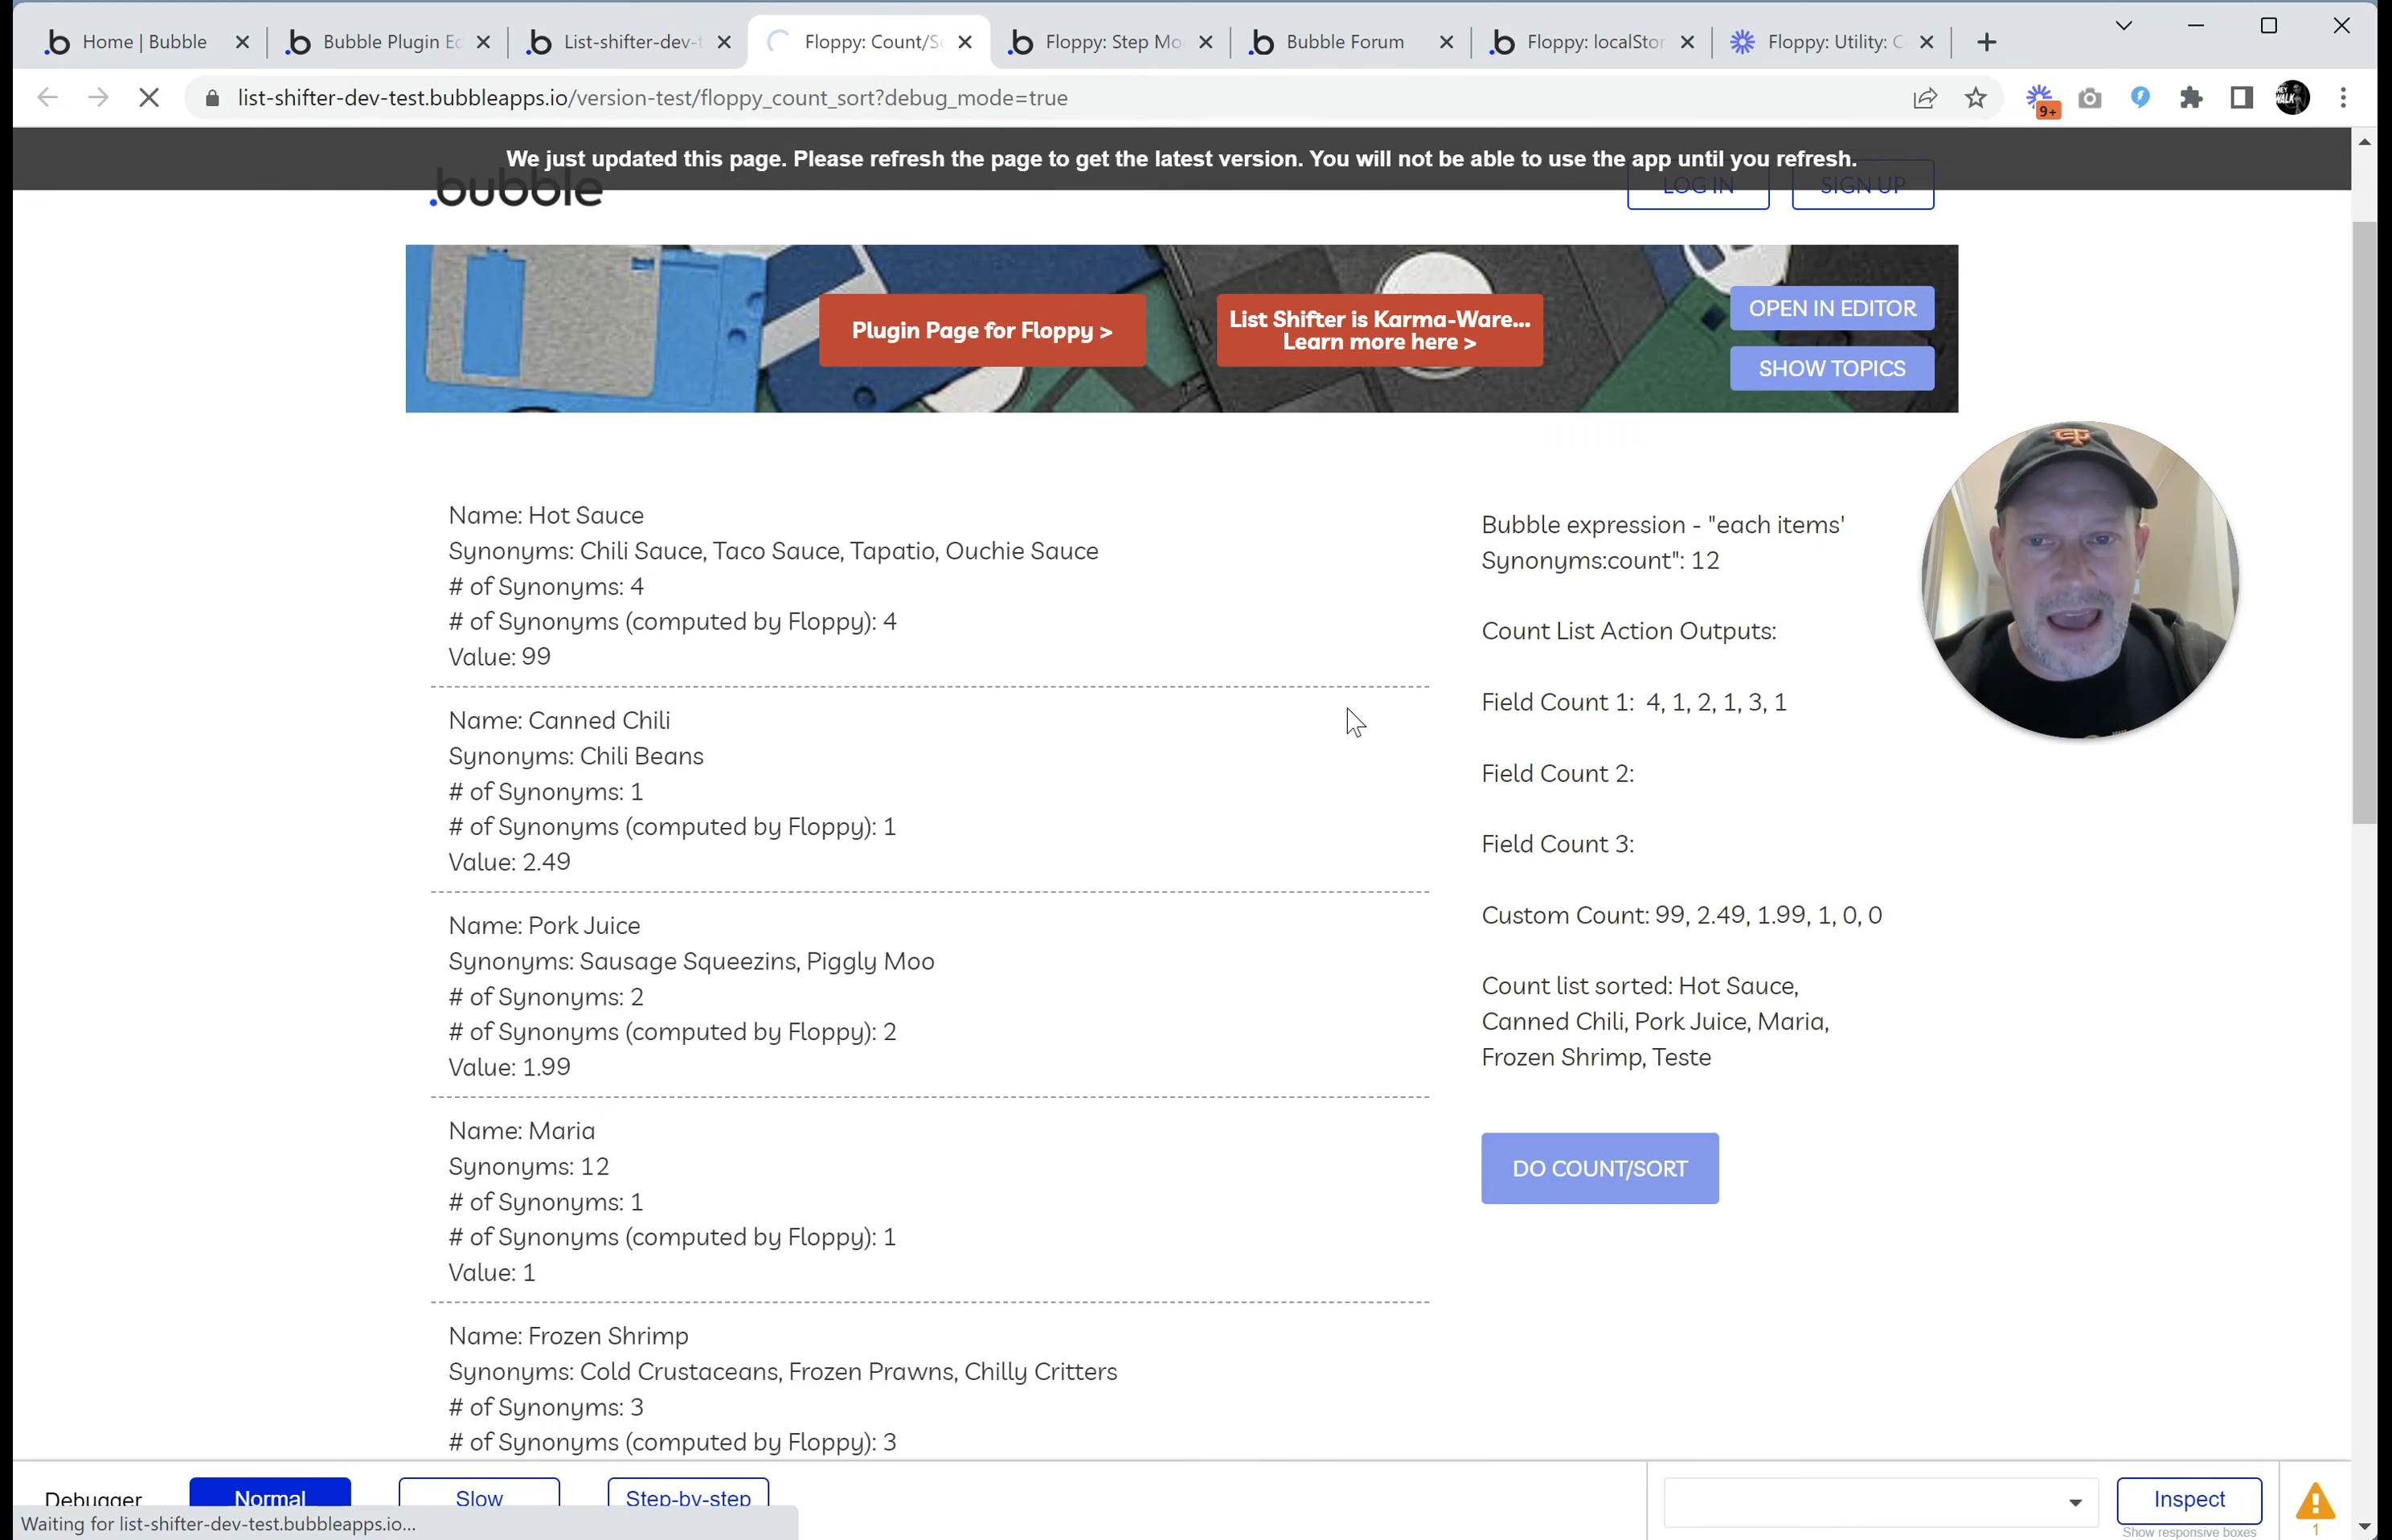 Home | Bubble
Bubble Plugin Ed
List-shifter-dev-t
Floppy: Count/So
Floppy: Step Mo
Bubble Forum
Floppy: localStor
Floppy: Utility: C
list-shifter-dev-test.bubbleapps.io/version-test/floppy_count_sort?debug_mode=true
9+
We just updated this page. Please refresh the page to get the latest version. You will not be able to use the app until you refresh.
.bubble
LOG IN
SIGN UP
Plugin Page for Floppy >
List Shifter is Karma-Ware...
Learn more here >
OPEN IN EDITOR
SHOW TOPICS
Name: Hot Sauce
Synonyms: Chili Sauce, Taco Sauce, Tapatio, Ouchie Sauce
# of Synonyms: 4
# of Synonyms (computed by Floppy): 4
Value: 99
Name: Canned Chili
Synonyms: Chili Beans
# of Synonyms: 1
# of Synonyms (computed by Floppy): 1
Value: 2.49
Name: Pork Juice
Synonyms: Sausage Squeezins, Piggly Moo
# of Synonyms: 2
# of Synonyms (computed by Floppy): 2
Value: 1.99
Name: Maria
Synonyms: 12
# of Synonyms: 1
# of Synonyms (computed by Floppy): 1
Value: 1
Name: Frozen Shrimp
Synonyms: Cold Crustaceans, Frozen Prawns, Chilly Critters
# of Synonyms: 3
# of Synonyms (computed by Floppy): 3
Bubble expression - "each items'
Synonyms:count": 12
Count List Action Outputs:
Field Count 1: 4, 1, 2, 1, 3, 1
Field Count 2:
Field Count 3:
Custom Count: 99, 2.49, 1.99, 1, 0, 0
Count list sorted: Hot Sauce,
Canned Chili, Pork Juice, Maria,
Frozen Shrimp, Teste
DO COUNT/SORT
Debugger
Normal
Slow
Step-by-step
Inspect
Show responsive boxes
1
Waiting for list-shifter-dev-test.bubbleapps.io...